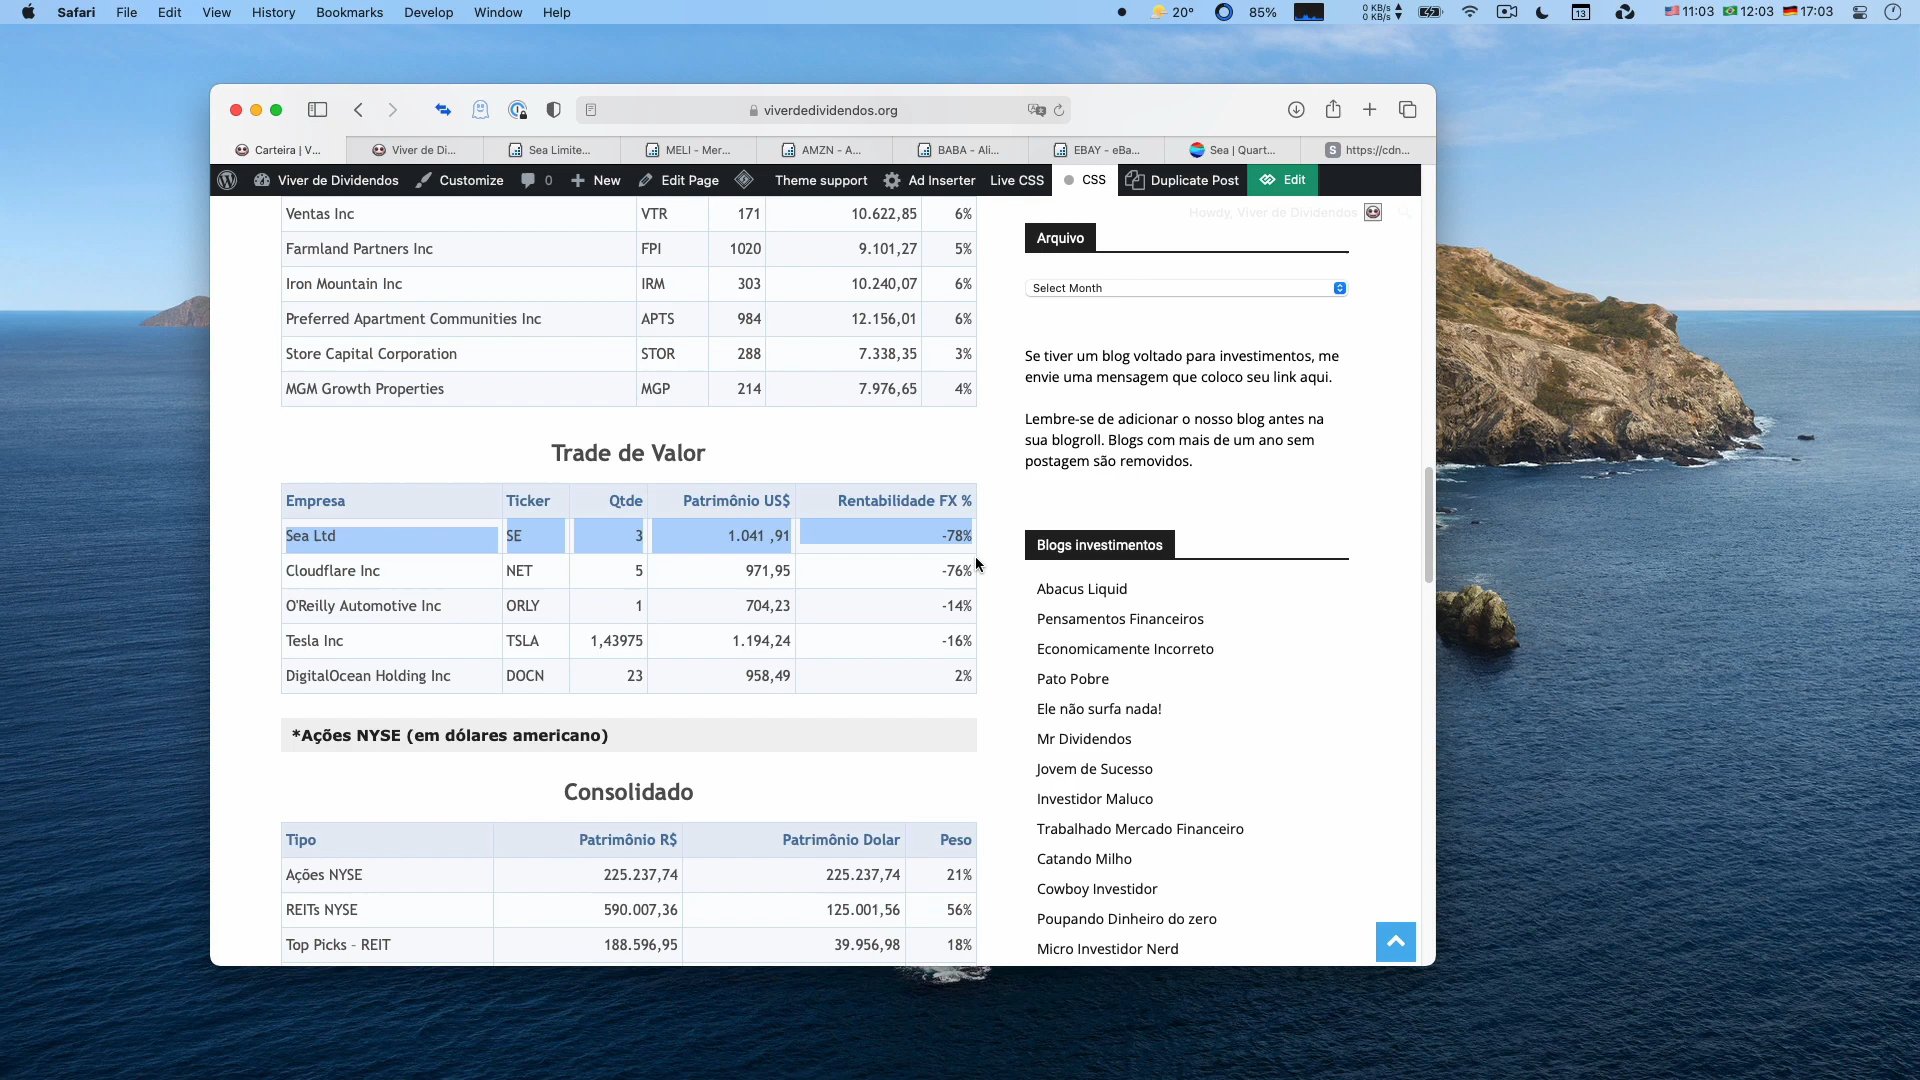 Safari File Edit View History Bookmarks Develop Window Help
20° 85% 0 KB/s 0 KB/s 13 11:03 12:03 17:03
viverdedividendos.org
Carteira | V... Viver de Di... Sea Limite... MELI - Mer... AMZN - A... BABA - Ali... EBAY - eBa... Sea | Quart... S https://cdn...
Viver de Dividendos Customize 0 New Edit Page Theme support Ad Inserter Live CSS CSS Duplicate Post Edit
Howdy, Viver de Dividendos
Ventas Inc VTR 171 10.622,85 6%
Farmland Partners Inc FPI 1020 9.101,27 5%
Iron Mountain Inc IRM 303 10.240,07 6%
Preferred Apartment Communities Inc APTS 984 12.156,01 6%
Store Capital Corporation STOR 288 7.338,35 3%
MGM Growth Properties MGP 214 7.976,65 4%
Trade de Valor
Empresa Ticker Qtde Patrimônio US$ Rentabilidade FX %
Sea Ltd SE 3 1.041 ,91 -78%
Cloudflare Inc NET 5 971,95 -76%
O'Reilly Automotive Inc ORLY 1 704,23 -14%
Tesla Inc TSLA 1,43975 1.194,24 -16%
DigitalOcean Holding Inc DOCN 23 958,49 2%
*Ações NYSE (em dólares americano)
Consolidado
Tipo Patrimônio R$ Patrimônio Dolar Peso
Ações NYSE 225.237,74 225.237,74 21%
REITs NYSE 590.007,36 125.001,56 56%
Top Picks - REIT 188.596,95 39.956,98 18%
Arquivo
Select Month
Se tiver um blog voltado para investimentos, me
envie uma mensagem que coloco seu link aqui.
Lembre-se de adicionar o nosso blog antes na
sua blogroll. Blogs com mais de um ano sem
postagem são removidos.
Blogs investimentos
Abacus Liquid
Pensamentos Financeiros
Economicamente Incorreto
Pato Pobre
Ele não surfa nada!
Mr Dividendos
Jovem de Sucesso
Investidor Maluco
Trabalhado Mercado Financeiro
Catando Milho
Cowboy Investidor
Poupando Dinheiro do zero
Micro Investidor Nerd